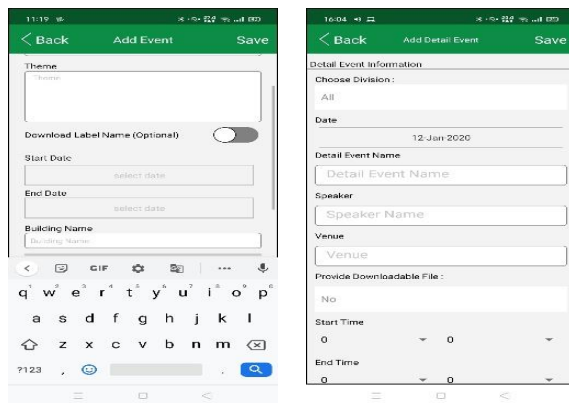 11:19
< Back Add Event Save
Theme
Theme
Download Label Name (Optional)
Start Date
select date
End Date
select date
Building Name
Building Name
GIF
q w e r t y u i o p
a s d f g h j k l
z x c v b n m
?123 , .
16:04
< Back Add Detail Event Save
Detail Event Information
Choose Division :
All
Date
12-Jan-2020
Detail Event Name
Detail Event Name
Speaker
Speaker Name
Venue
Venue
Provide Downloadable File :
No
Start Time
0 0
End Time
0 0